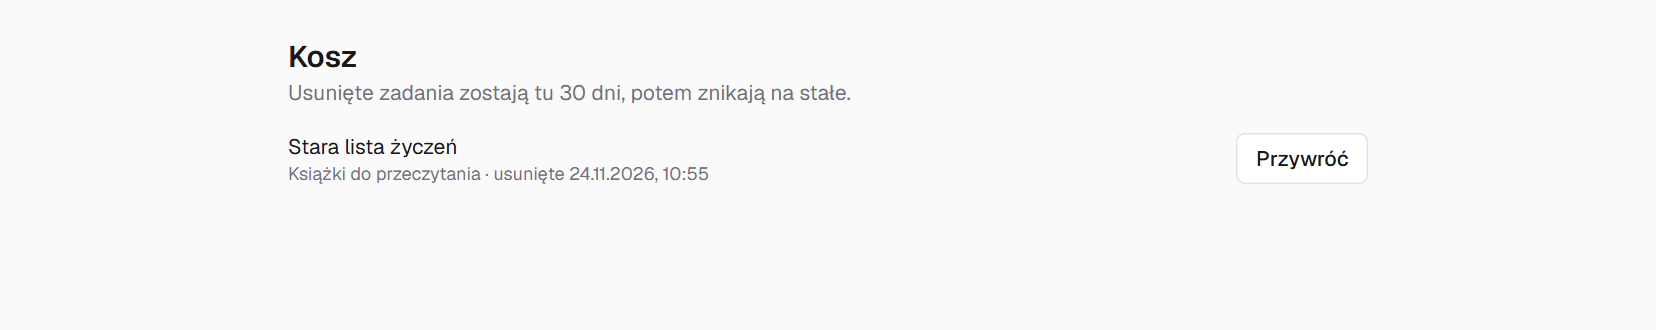 Kosz
Usunięte zadania zostają tu 30 dni, potem znikają na stałe.
Stara lista życzeń
Książki do przeczytania · usunięte 24.11.2026, 10:55
Przywróć